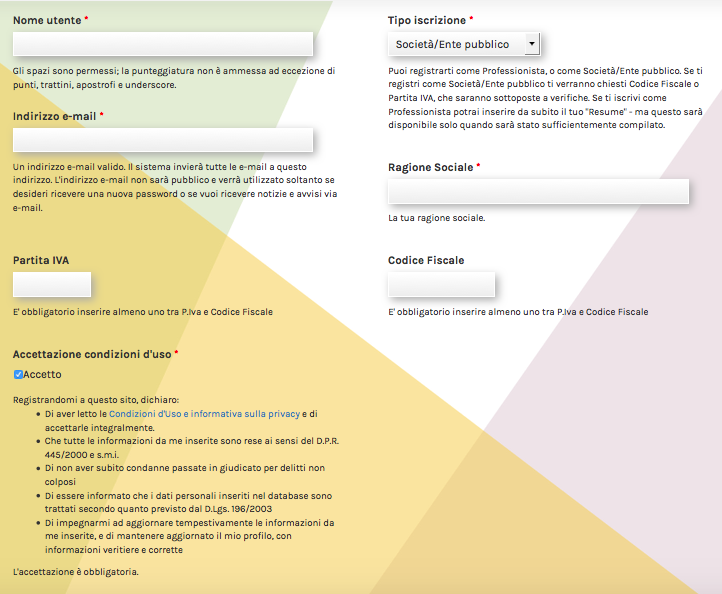 Nome utente *
Gli spazi sono permessi; la punteggiatura non è ammessa ad eccezione di
punti, trattini, apostrofi e underscore.
Indirizzo e-mail *
Un indirizzo e-mail valido. Il sistema invierà tutte le e-mail a questo
indirizzo. L'indirizzo e-mail non sarà pubblico e verrà utilizzato soltanto se
desideri ricevere una nuova password o se vuoi ricevere notizie e avvisi via
e-mail.
Tipo iscrizione *
Società/Ente pubblico
Puoi registrarti come Professionista, o come Società/Ente pubblico. Se ti
registri come Società/Ente pubblico ti verranno chiesti Codice Fiscale o
Partita IVA, che saranno sottoposte a verifiche. Se ti iscrivi come
Professionista potrai inserire da subito il tuo "Resume" - ma questo sarà
disponibile solo quando sarà stato sufficientemente compilato.
Ragione Sociale *
La tua ragione sociale.
Partita IVA
E' obbligatorio inserire almeno uno tra P.Iva e Codice Fiscale
Codice Fiscale
E' obbligatorio inserire almeno uno tra P.Iva e Codice Fiscale
Accettazione condizioni d'uso *
Accetto
Registrandomi a questo sito, dichiaro:
• Di aver letto le Condizioni d'Uso e informativa sulla privacy e di
accettarle integralmente.
• Che tutte le informazioni da me inserite sono rese ai sensi del D.P.R.
445/2000 e s.m.i.
• Di non aver subito condanne passate in giudicato per delitti non
colposi
• Di essere informato che i dati personali inseriti nel database sono
trattati secondo quanto previsto dal D.Lgs. 196/2003
• Di impegnarmi ad aggiornare tempestivamente le informazioni da
me inserite, e di mantenere aggiornato il mio profilo, con
informazioni veritiere e corrette
L'accettazione è obbligatoria.